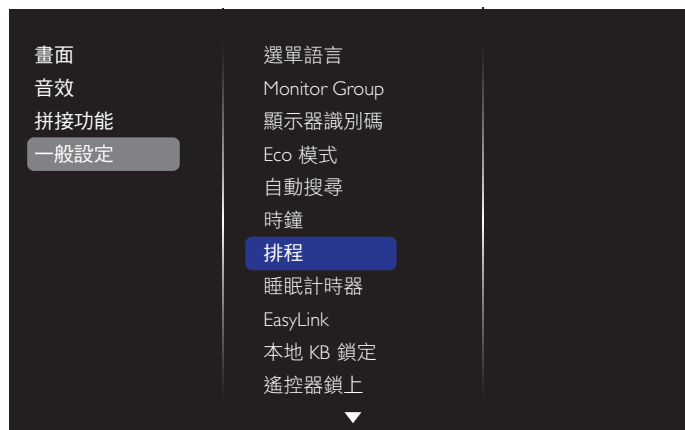 畫面
音效
拼接功能
一般設定
選單語言
Monitor Group
顯示器識別碼
Eco 模式
自動搜尋
時鐘
排程
睡眠計時器
EasyLink
本地 KB 鎖定
遙控器鎖上